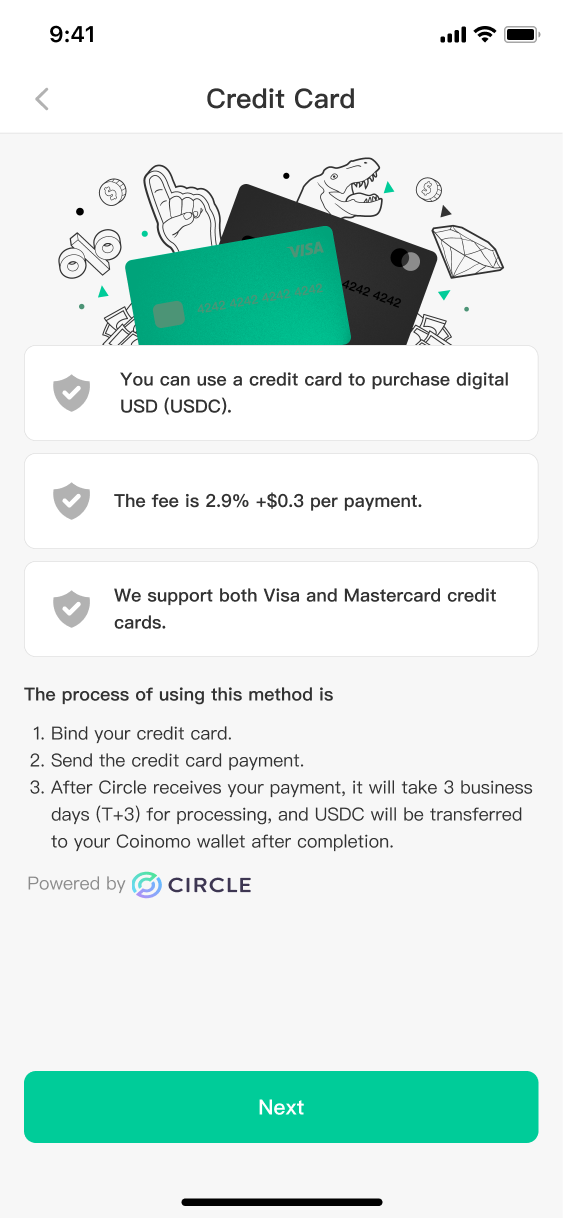 9:41
Credit Card
VISA
4242 4242 4242 4242
4242 4242
You can use a credit card to purchase digital
USD (USDC).
The fee is 2.9% +$0.3 per payment.
We support both Visa and Mastercard credit
cards.
The process of using this method is
1. Bind your credit card.
2. Send the credit card payment.
3. After Circle receives your payment, it will take 3 business
days (T+3) for processing, and USDC will be transferred
to your Coinomo wallet after completion.
Powered by CIRCLE
Next